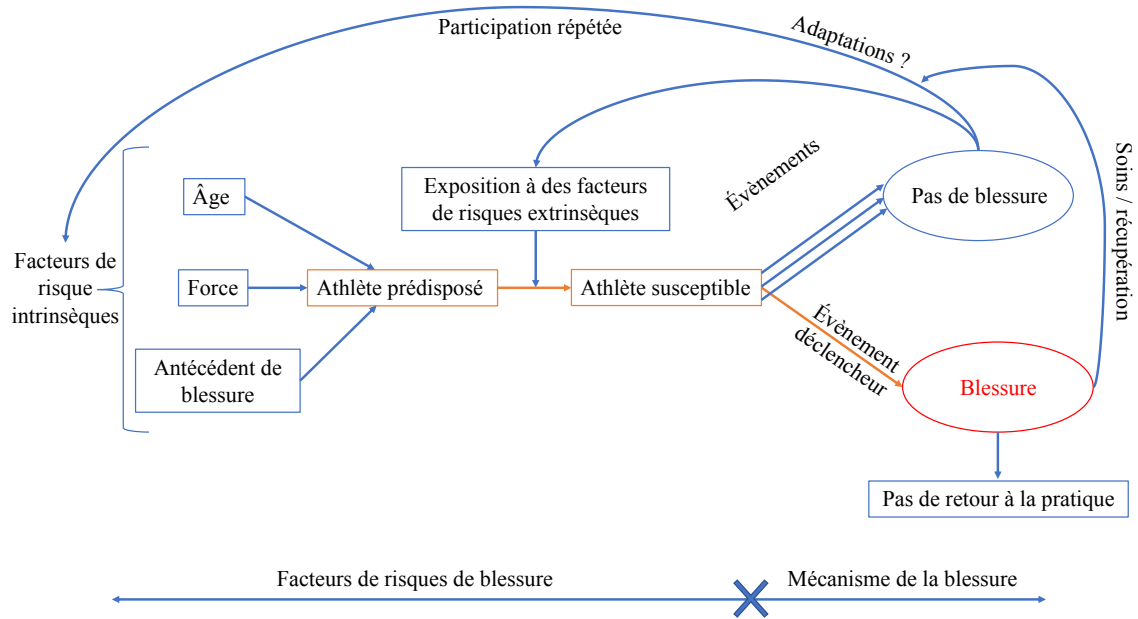 Participation répétée
Adaptations ?
Âge
Exposition à des facteurs
de risques extrinsèques
Évènements
Pas de blessure
Soins / récupération
Facteurs de
risque
intrinsèques
Force
Athlète prédisposé
Athlète susceptible
Antécédent de
blessure
Évènement
déclencheur
Blessure
Pas de retour à la pratique
Facteurs de risques de blessure
Mécanisme de la blessure